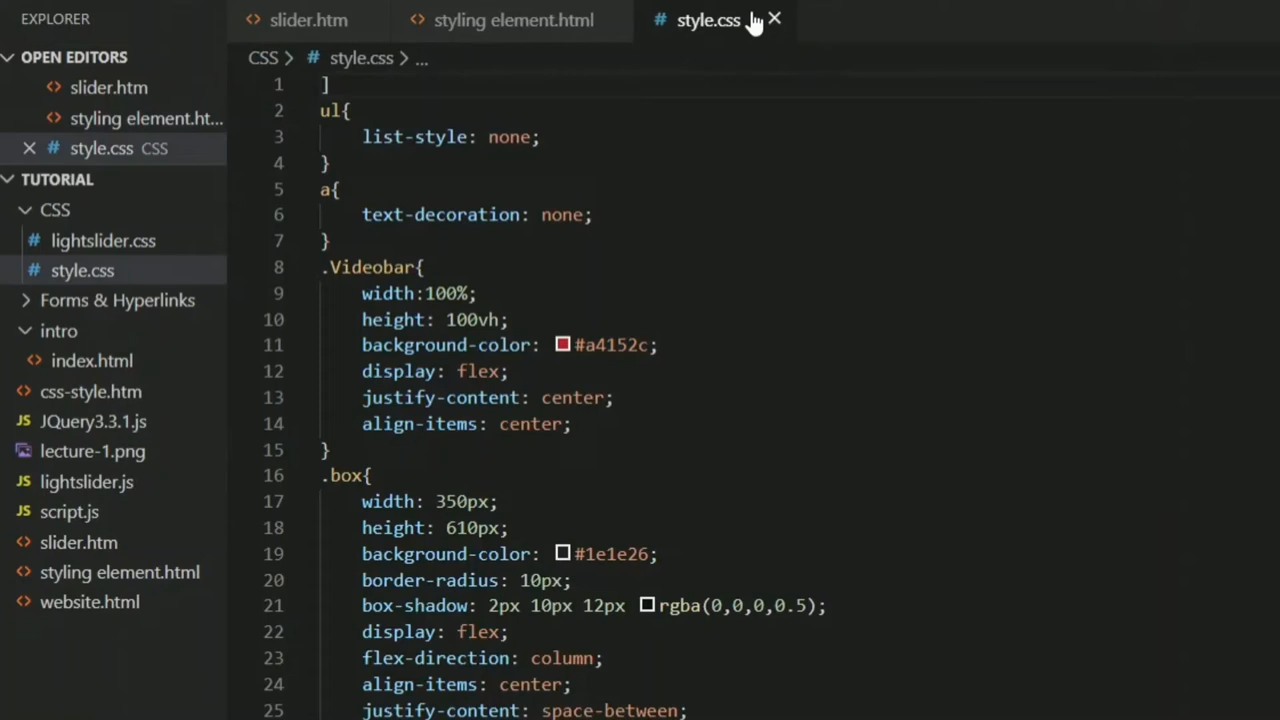 EXPLORER
OPEN EDITORS
slider.htm
styling element.ht...
style.css CSS
TUTORIAL
CSS
lightslider.css
style.css
Forms & Hyperlinks
intro
index.html
css-style.htm
JS JQuery3.3.1.js
lecture-1.png
JS lightslider.js
JS script.js
slider.htm
styling element.html
website.html
slider.htm
styling element.html
# style.css
CSS > # style.css > ...
1 ]
2 ul{
3 list-style: none;
4 }
5 a{
6 text-decoration: none;
7 }
8 .Videobar{
9 width:100%;
10 height: 100vh;
11 background-color: #a4152c;
12 display: flex;
13 justify-content: center;
14 align-items: center;
15 }
16 .box{
17 width: 350px;
18 height: 610px;
19 background-color: #1e1e26;
20 border-radius: 10px;
21 box-shadow: 2px 10px 12px rgba(0,0,0,0.5);
22 display: flex;
23 flex-direction: column;
24 align-items: center;
25 justify-content: space-between;